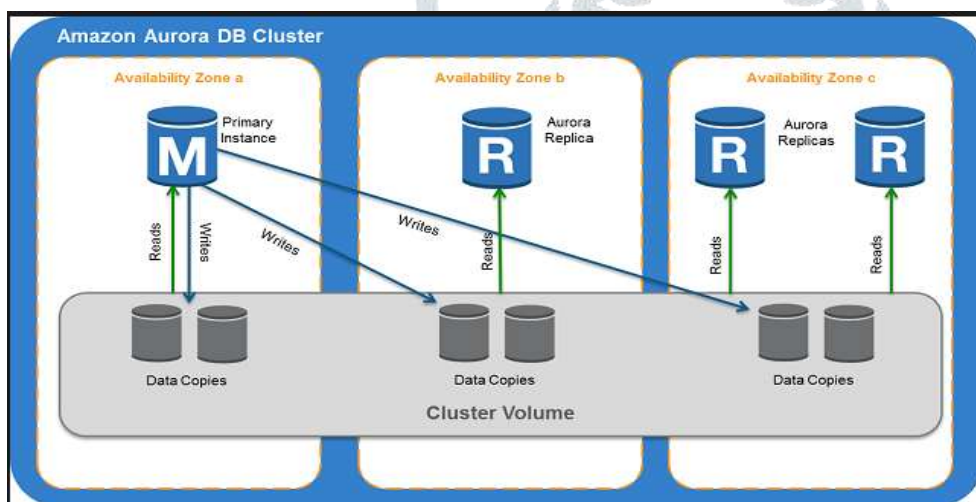 Amazon Aurora DB Cluster
Availability Zone a
Availability Zone b
Availability Zone c
M
Primary
Instance
R
Aurora
Replica
R
Aurora
Replicas
R
Reads
Writes
Writes
Reads
Writes
Reads
Reads
Data Copies
Data Copies
Data Copies
Cluster Volume